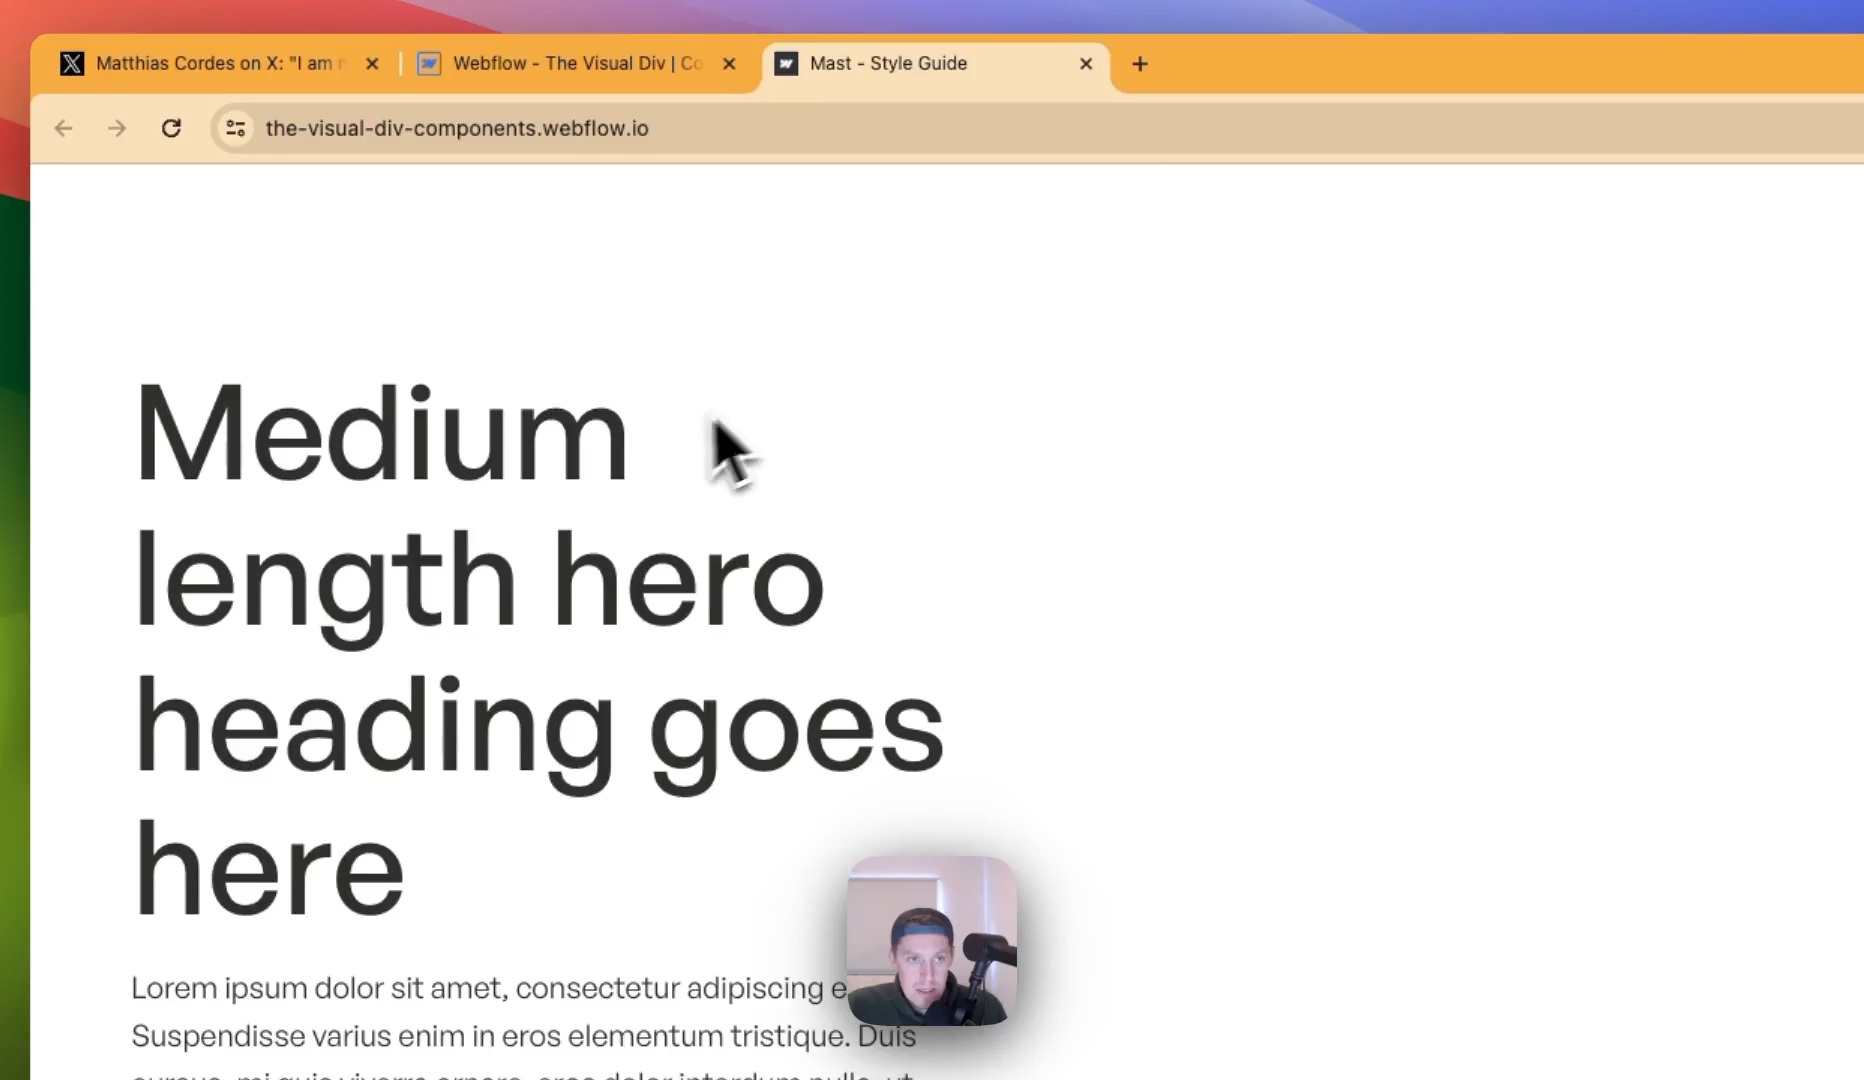 Matthias Cordes on X: "I am
Webflow - The Visual Div | Co
Mast - Style Guide
the-visual-div-components.webflow.io
Medium
length hero
heading goes
here
Lorem ipsum dolor sit amet, consectetur adipiscing
Suspendisse varius enim in eros elementum tristique. Duis